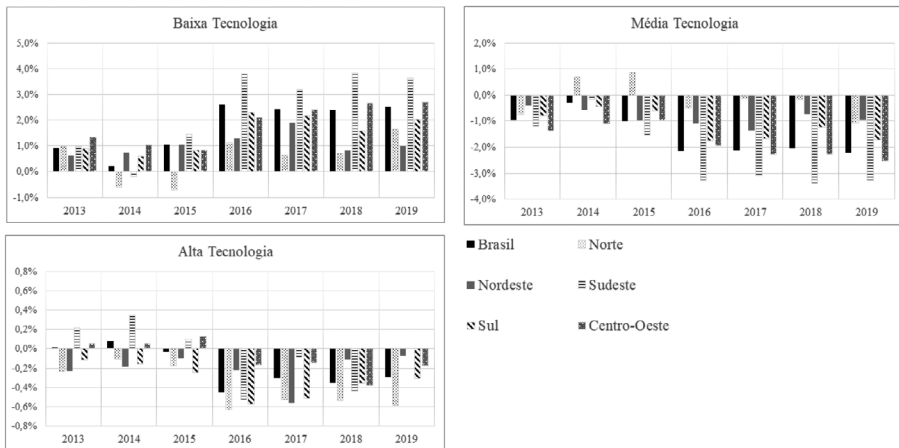 Baixa Tecnologia
5,0%
4,0%
3,0%
2,0%
1,0%
0,0%
-1,0%
2013 2014 2015 2016 2017 2018 2019
Média Tecnologia
2,0%
1,0%
0,0%
-1,0%
-2,0%
-3,0%
-4,0%
2013 2014 2015 2016 2017 2018 2019
Alta Tecnologia
0,8%
0,6%
0,4%
0,2%
0,0%
-0,2%
-0,4%
-0,6%
-0,8%
2013 2014 2015 2016 2017 2018 2019
Brasil Norte
Nordeste Sudeste
Sul Centro-Oeste